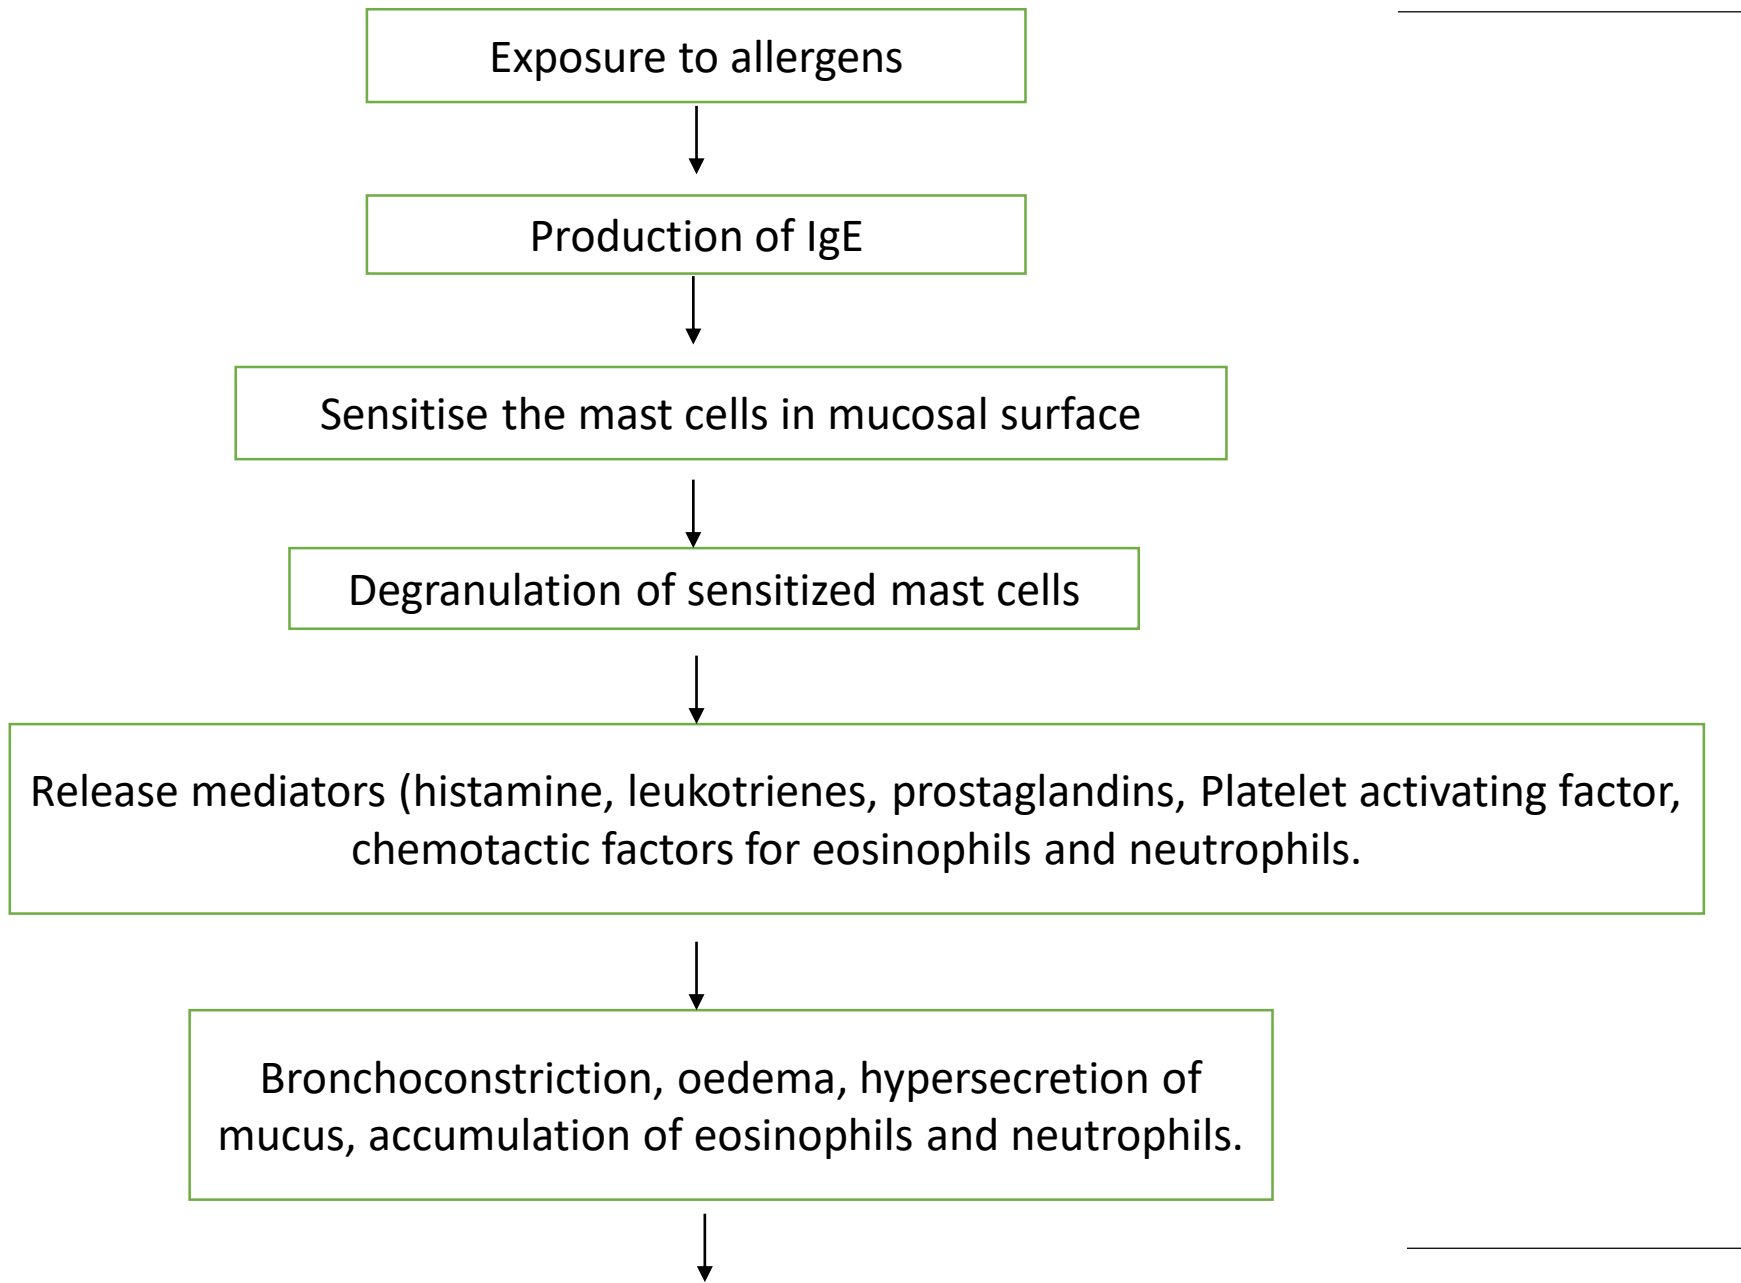 Exposure to allergens
Production of IgE
Sensitise the mast cells in mucosal surface
Degranulation of sensitized mast cells
Release mediators (histamine, leukotrienes, prostaglandins, Platelet activating factor,
chemotactic factors for eosinophils and neutrophils.
Bronchoconstriction, oedema, hypersecretion of
mucus, accumulation of eosinophils and neutrophils.